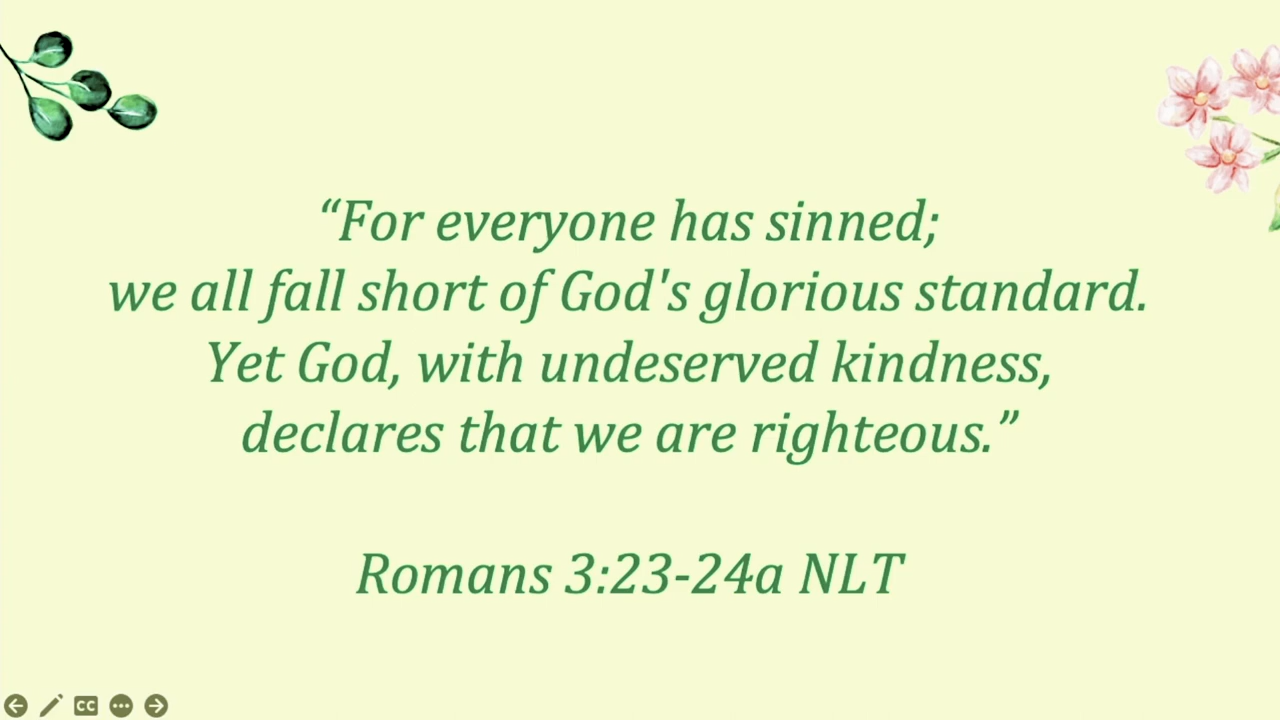 “For everyone has sinned;
we all fall short of God's glorious standard.
Yet God, with undeserved kindness,
declares that we are righteous.”
Romans 3:23-24a NLT
CC